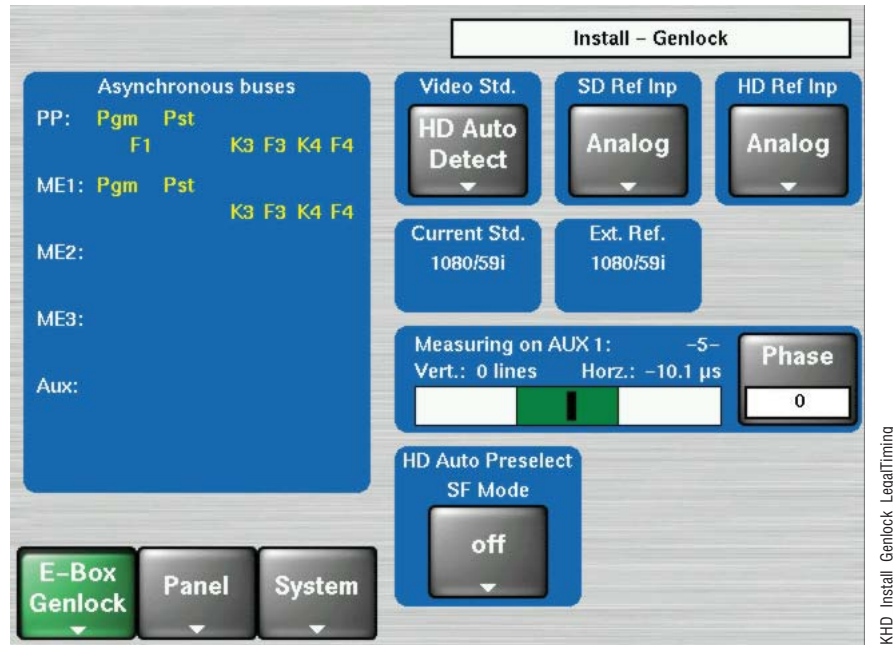 Install – Genlock
Asynchronous buses
PP: Pgm Pst
F1 K3 F3 K4 F4
ME1: Pgm Pst
K3 F3 K4 F4
ME2:
ME3:
Aux:
Video Std.
HD Auto
Detect
SD Ref Inp
Analog
HD Ref Inp
Analog
Current Std.
1080/59i
Ext. Ref.
1080/59i
Measuring on AUX 1: –5–
Vert.: 0 lines Horz.: –10.1 µs
Phase
0
HD Auto Preselect
SF Mode
off
E–Box
Genlock
Panel
System
KHD Install Genlock LegalTiming